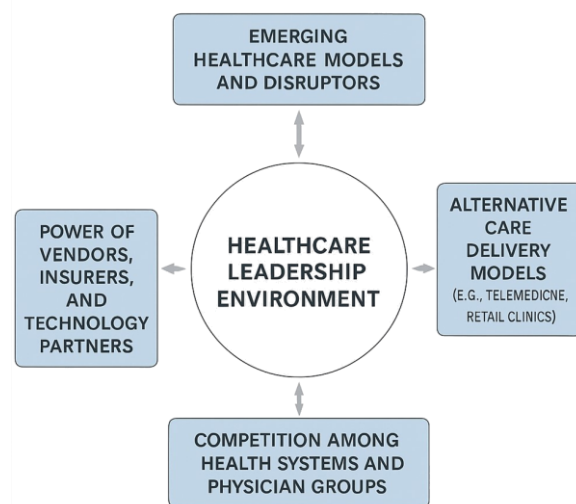 EMERGING
HEALTHCARE MODELS
AND DISRUPTORS
POWER OF
VENDORS,
INSURERS,
AND
TECHNOLOGY
PARTNERS
HEALTHCARE
LEADERSHIP
ENVIRONMENT
ALTERNATIVE
CARE
DELIVERY
MODELS
(E.G., TELEMEDICNE,
RETAIL CLINICS)
COMPETITION AMONG
HEALTH SYSTEMS AND
PHYSICIAN GROUPS